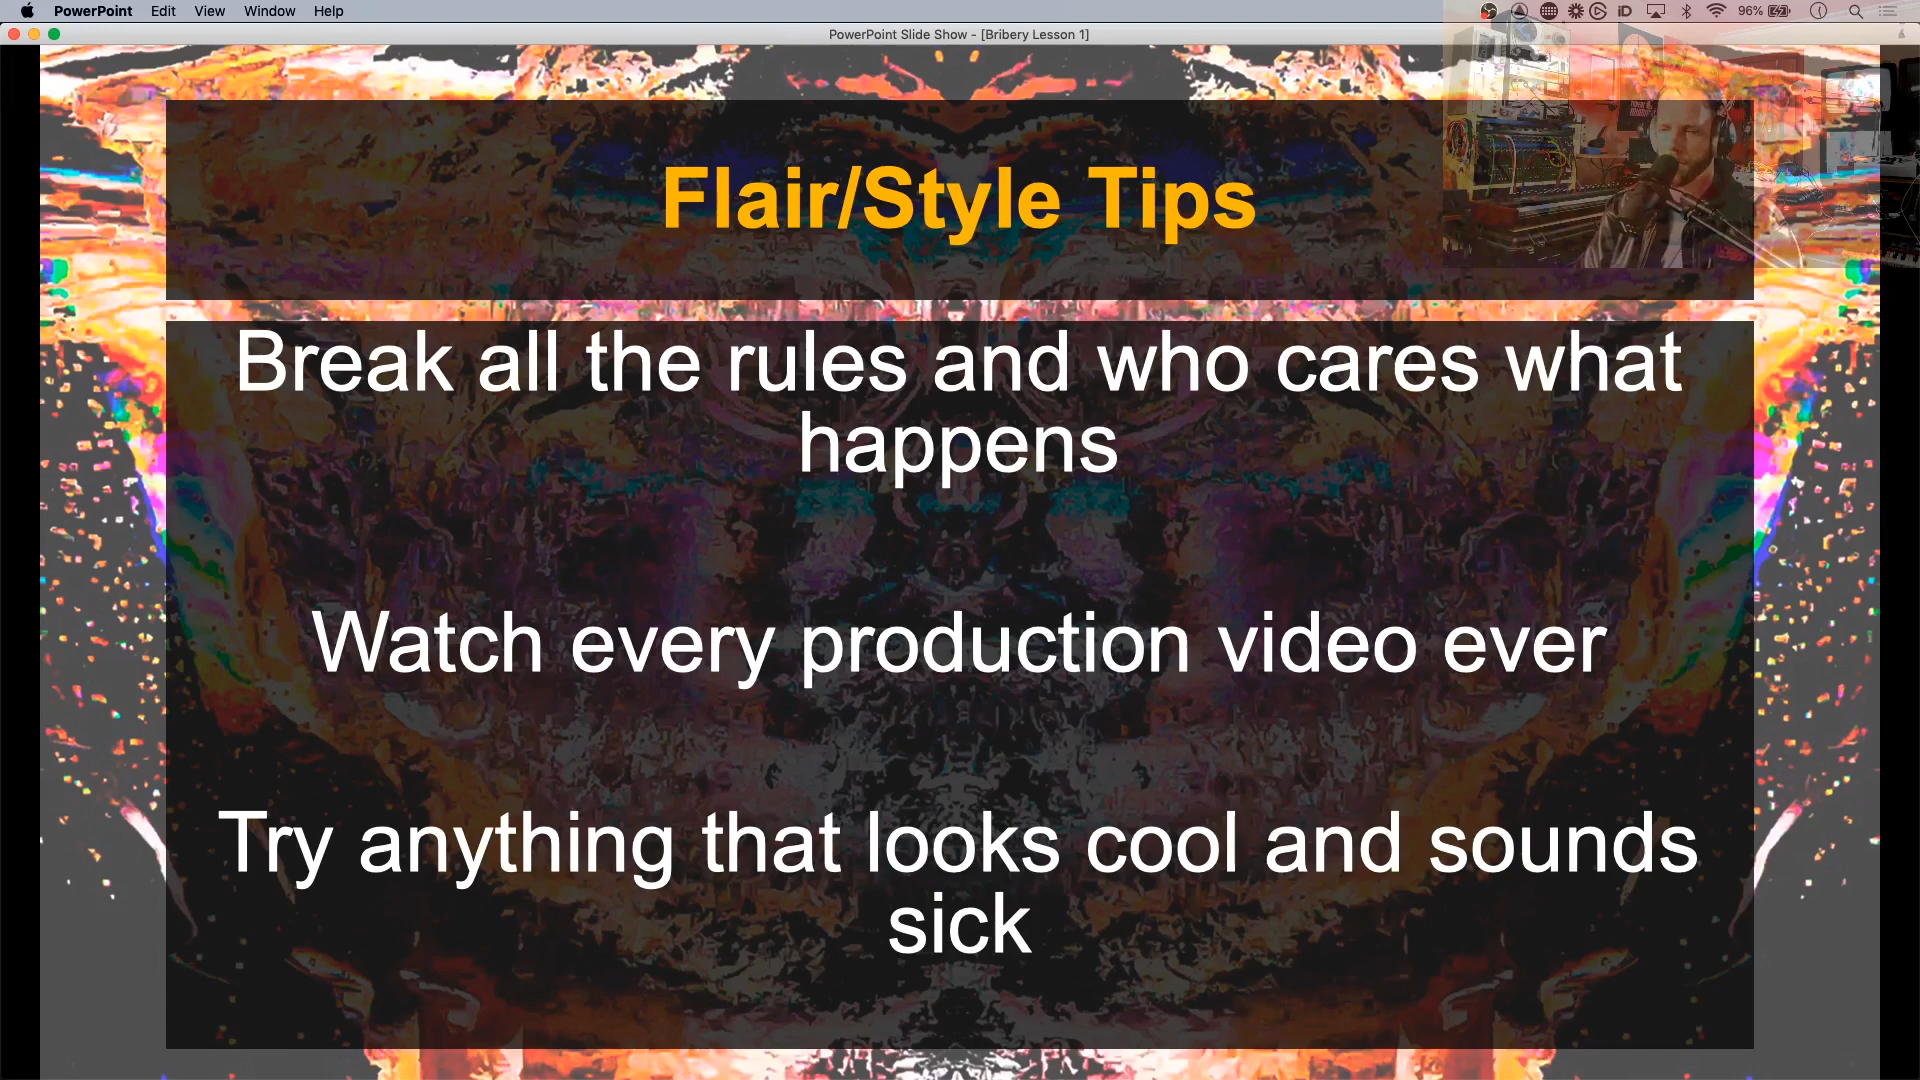 PowerPoint Edit View Window Help
iD
96%
PowerPoint Slide Show - [Bribery Lesson 1]
Flair/Style Tips
Break all the rules and who cares what
happens
Watch every production video ever
Try anything that looks cool and sounds
sick